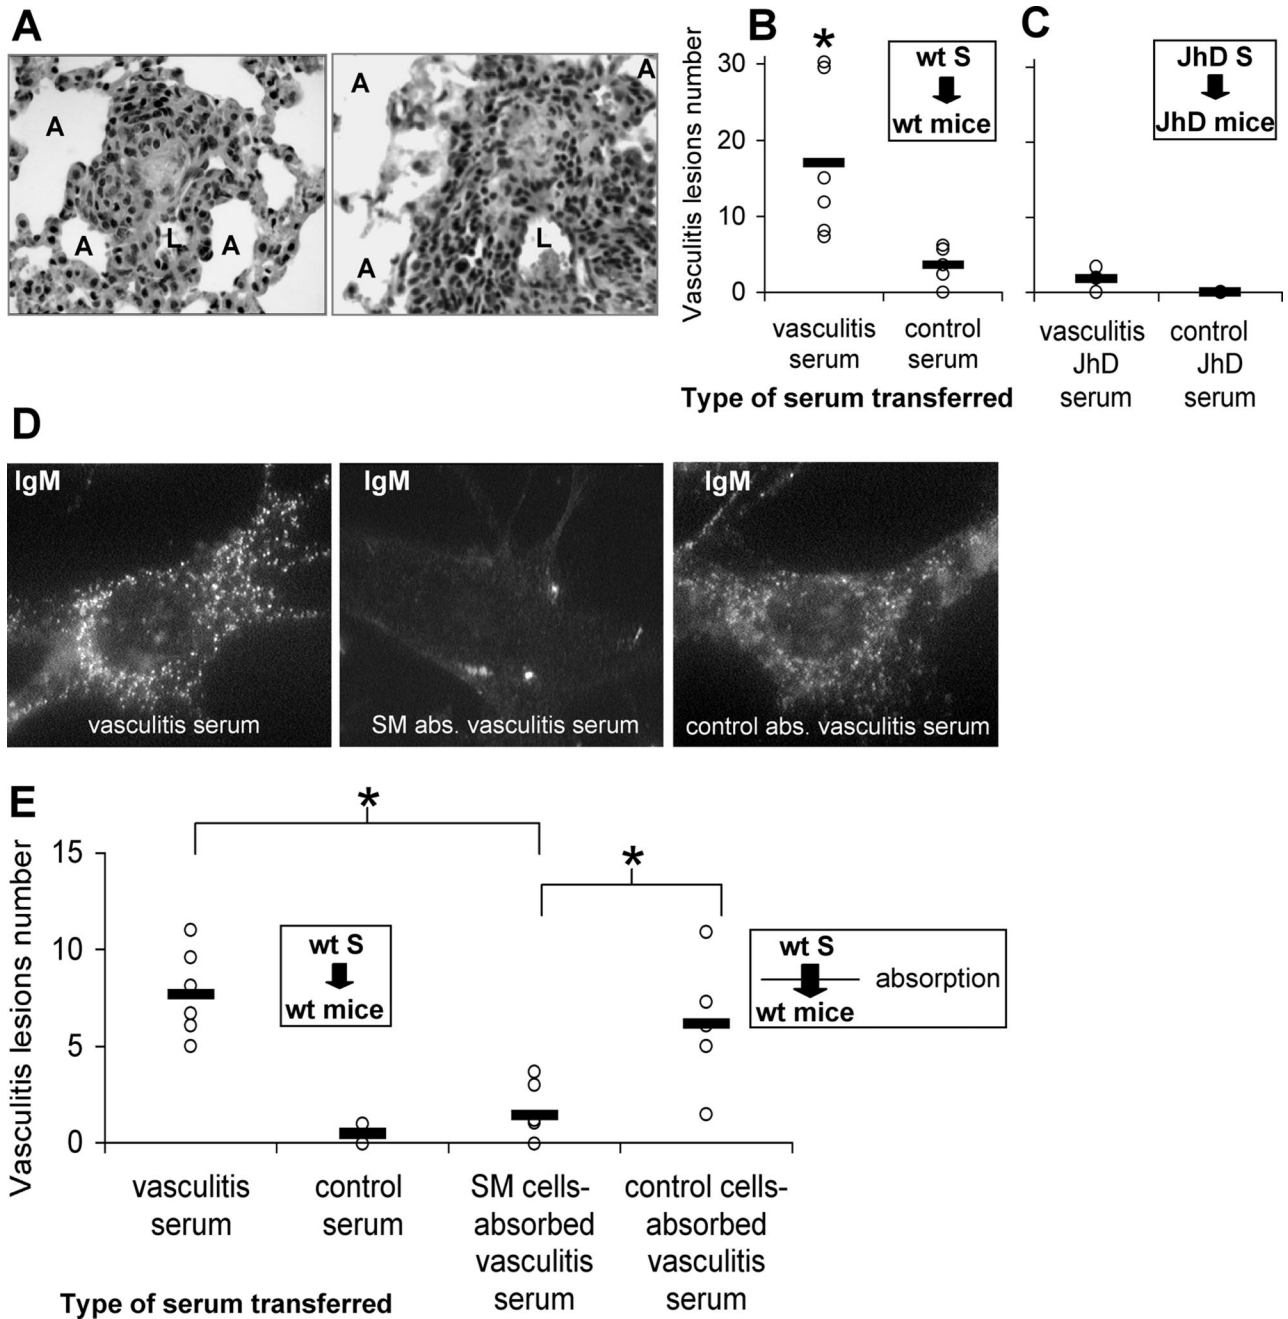 A
A
A
L
A
A
A
A
L
B
Vasculitis lesions number
30
20
10
0
*
wt S
wt mice
vasculitis
serum
control
serum
Type of serum transferred
C
JhD S
JhD mice
vasculitis
JhD
serum
control
JhD
serum
D
IgM
vasculitis serum
IgM
SM abs. vasculitis serum
IgM
control abs. vasculitis serum
E
Vasculitis lesions number
15
10
5
0
*
*
wt S
wt mice
wt S
absorption
wt mice
vasculitis
serum
control
serum
SM cells-
absorbed
vasculitis
serum
control cells-
absorbed
vasculitis
serum
Type of serum transferred